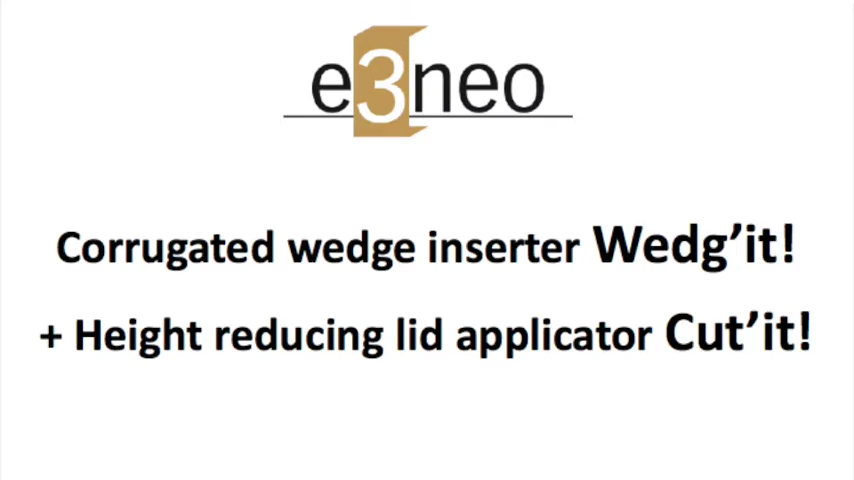 e3neo
Corrugated wedge inserter Wedg’it!
+ Height reducing lid applicator Cut’it!